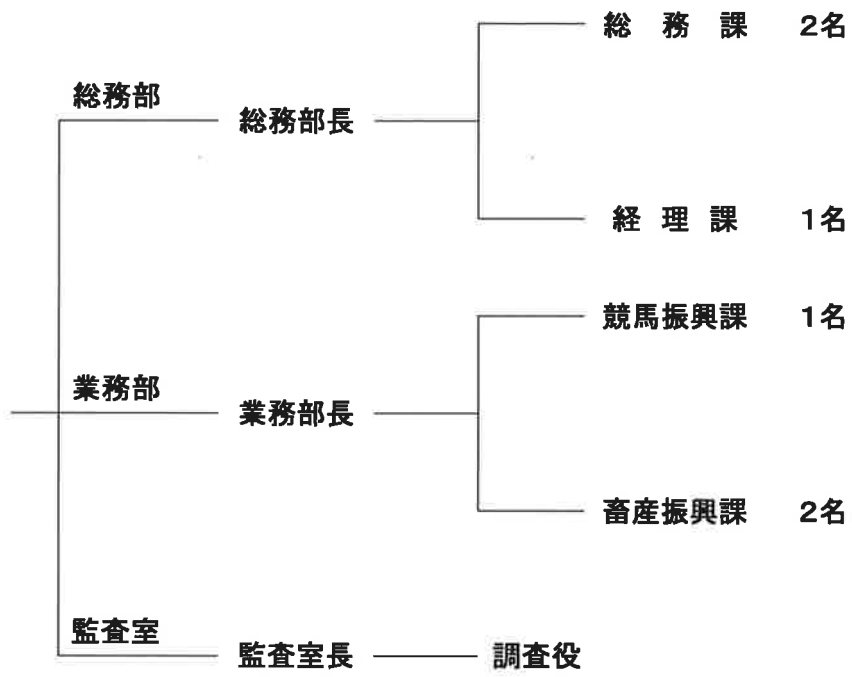 総務課 2名
総務部
総務部長
経理課 1名
競馬振興課 1名
業務部
業務部長
畜産振興課 2名
監査室
監査室長 調査役